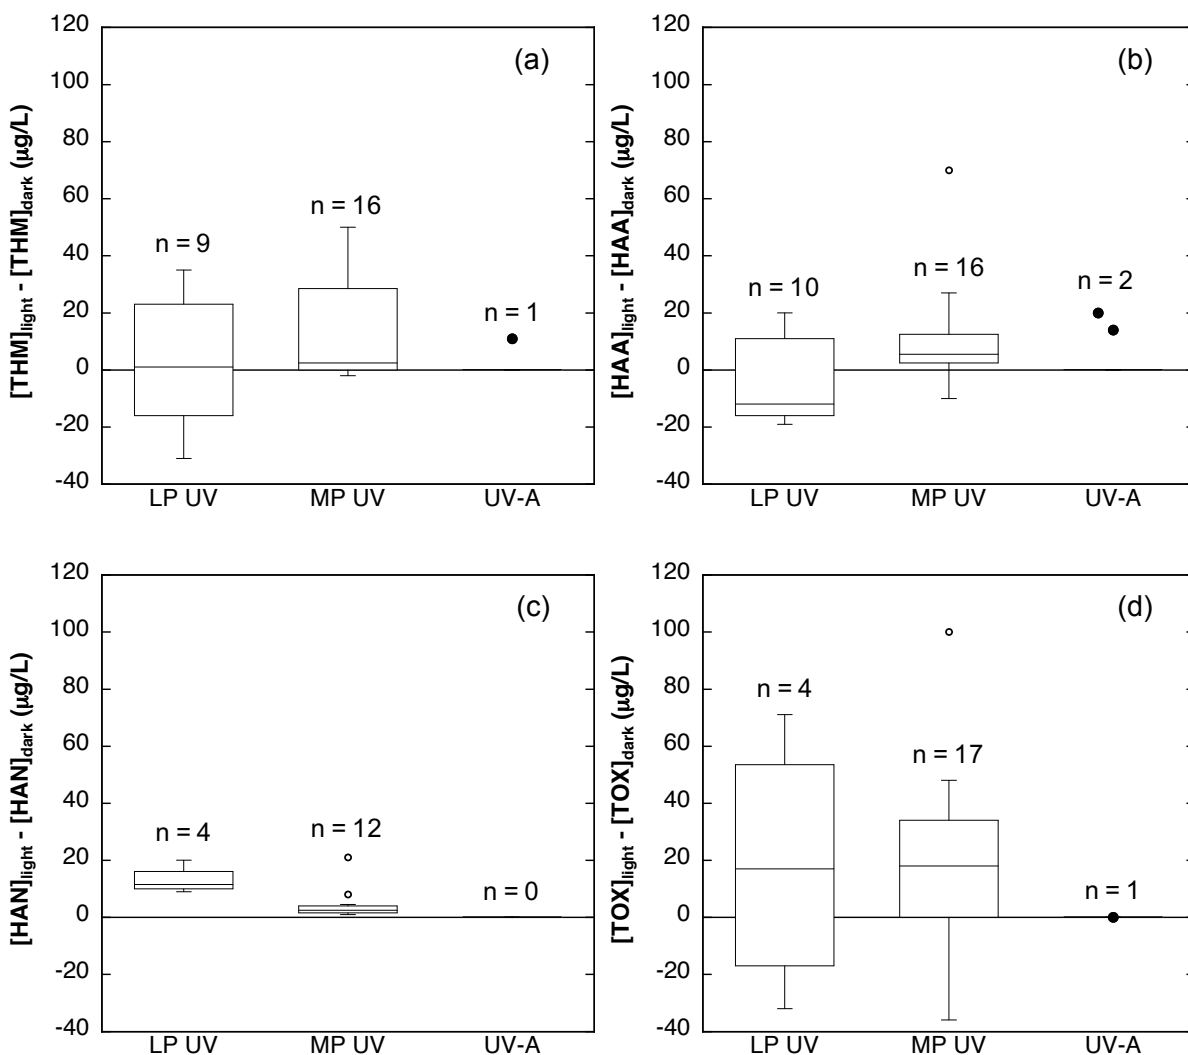 (a)
[THM]light - [THM]dark (µg/L)
120
100
80
60
40
20
0
-20
-40
n = 9
n = 16
n = 1
LP UV
MP UV
UV-A
(b)
[HAA]light - [HAA]dark (µg/L)
120
100
80
60
40
20
0
-20
-40
n = 10
n = 16
n = 2
LP UV
MP UV
UV-A
(c)
[HAN]light - [HAN]dark (µg/L)
120
100
80
60
40
20
0
-20
-40
n = 4
n = 12
n = 0
LP UV
MP UV
UV-A
(d)
[TOX]light - [TOX]dark (µg/L)
120
100
80
60
40
20
0
-20
-40
n = 4
n = 17
n = 1
LP UV
MP UV
UV-A